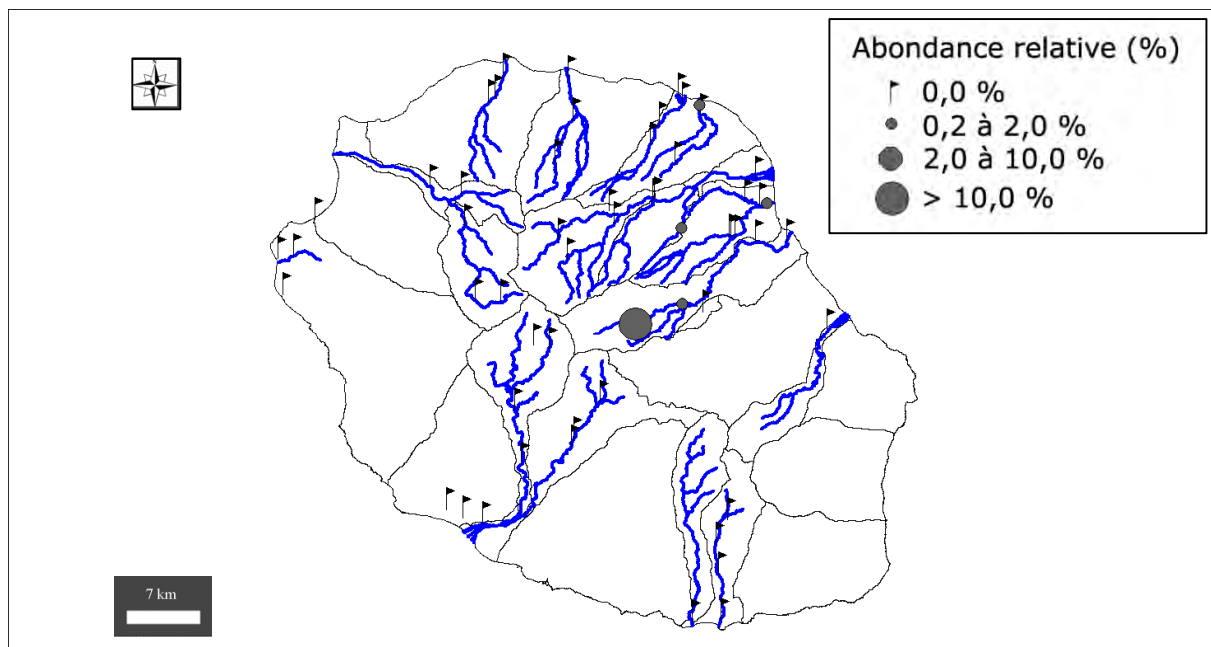 Abondance relative (%)
0,0 %
0,2 à 2,0 %
2,0 à 10,0 %
> 10,0 %
7 km